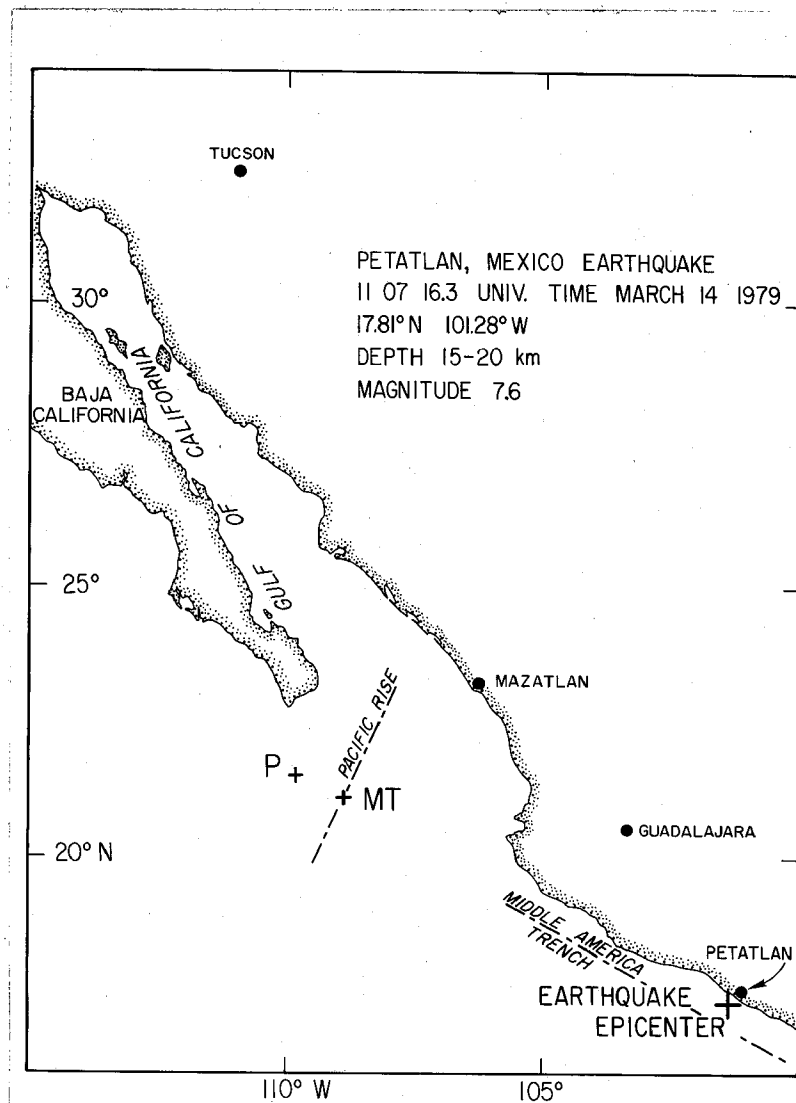 TUCSON
PETATLAN, MEXICO EARTHQUAKE
11 07 16.3 UNIV. TIME MARCH 14 1979
17.81°N 101.28°W
DEPTH 15-20 km
MAGNITUDE 7.6
30°
BAJA
CALIFORNIA
GULF OF CALIFORNIA
25°
MAZATLAN
PACIFIC RISE
P
MT
GUADALAJARA
20° N
MIDDLE AMERICA
TRENCH
PETATLAN
EARTHQUAKE
EPICENTER
110° W
105°